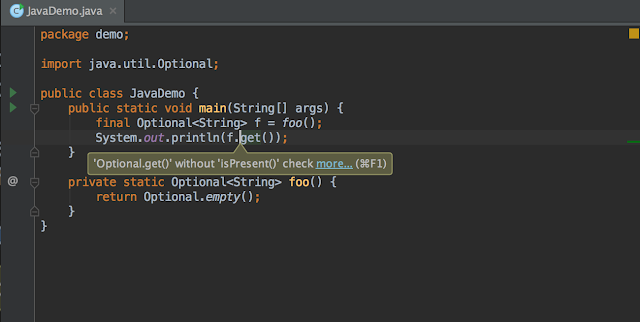 JavaDemo.java
package demo;
import java.util.Optional;
public class JavaDemo {
public static void main(String[] args) {
final Optional<String> f = foo();
System.out.println(f.get());
}
'Optional.get()' without 'isPresent()' check more... (⌘F1)
@ private static Optional<String> foo() {
return Optional.empty();
}
}